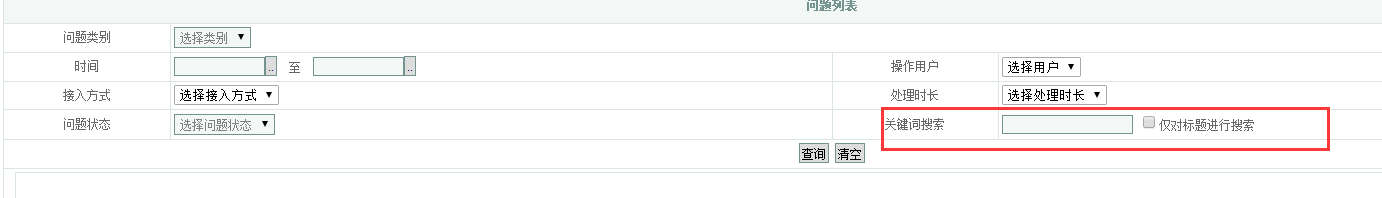 问题列表
问题类别 选择类别
时间 .. 至 .. 操作用户 选择用户
接入方式 选择接入方式 处理时长 选择处理时长
问题状态 选择问题状态 关键词搜索 仅对标题进行搜索
查询 清空